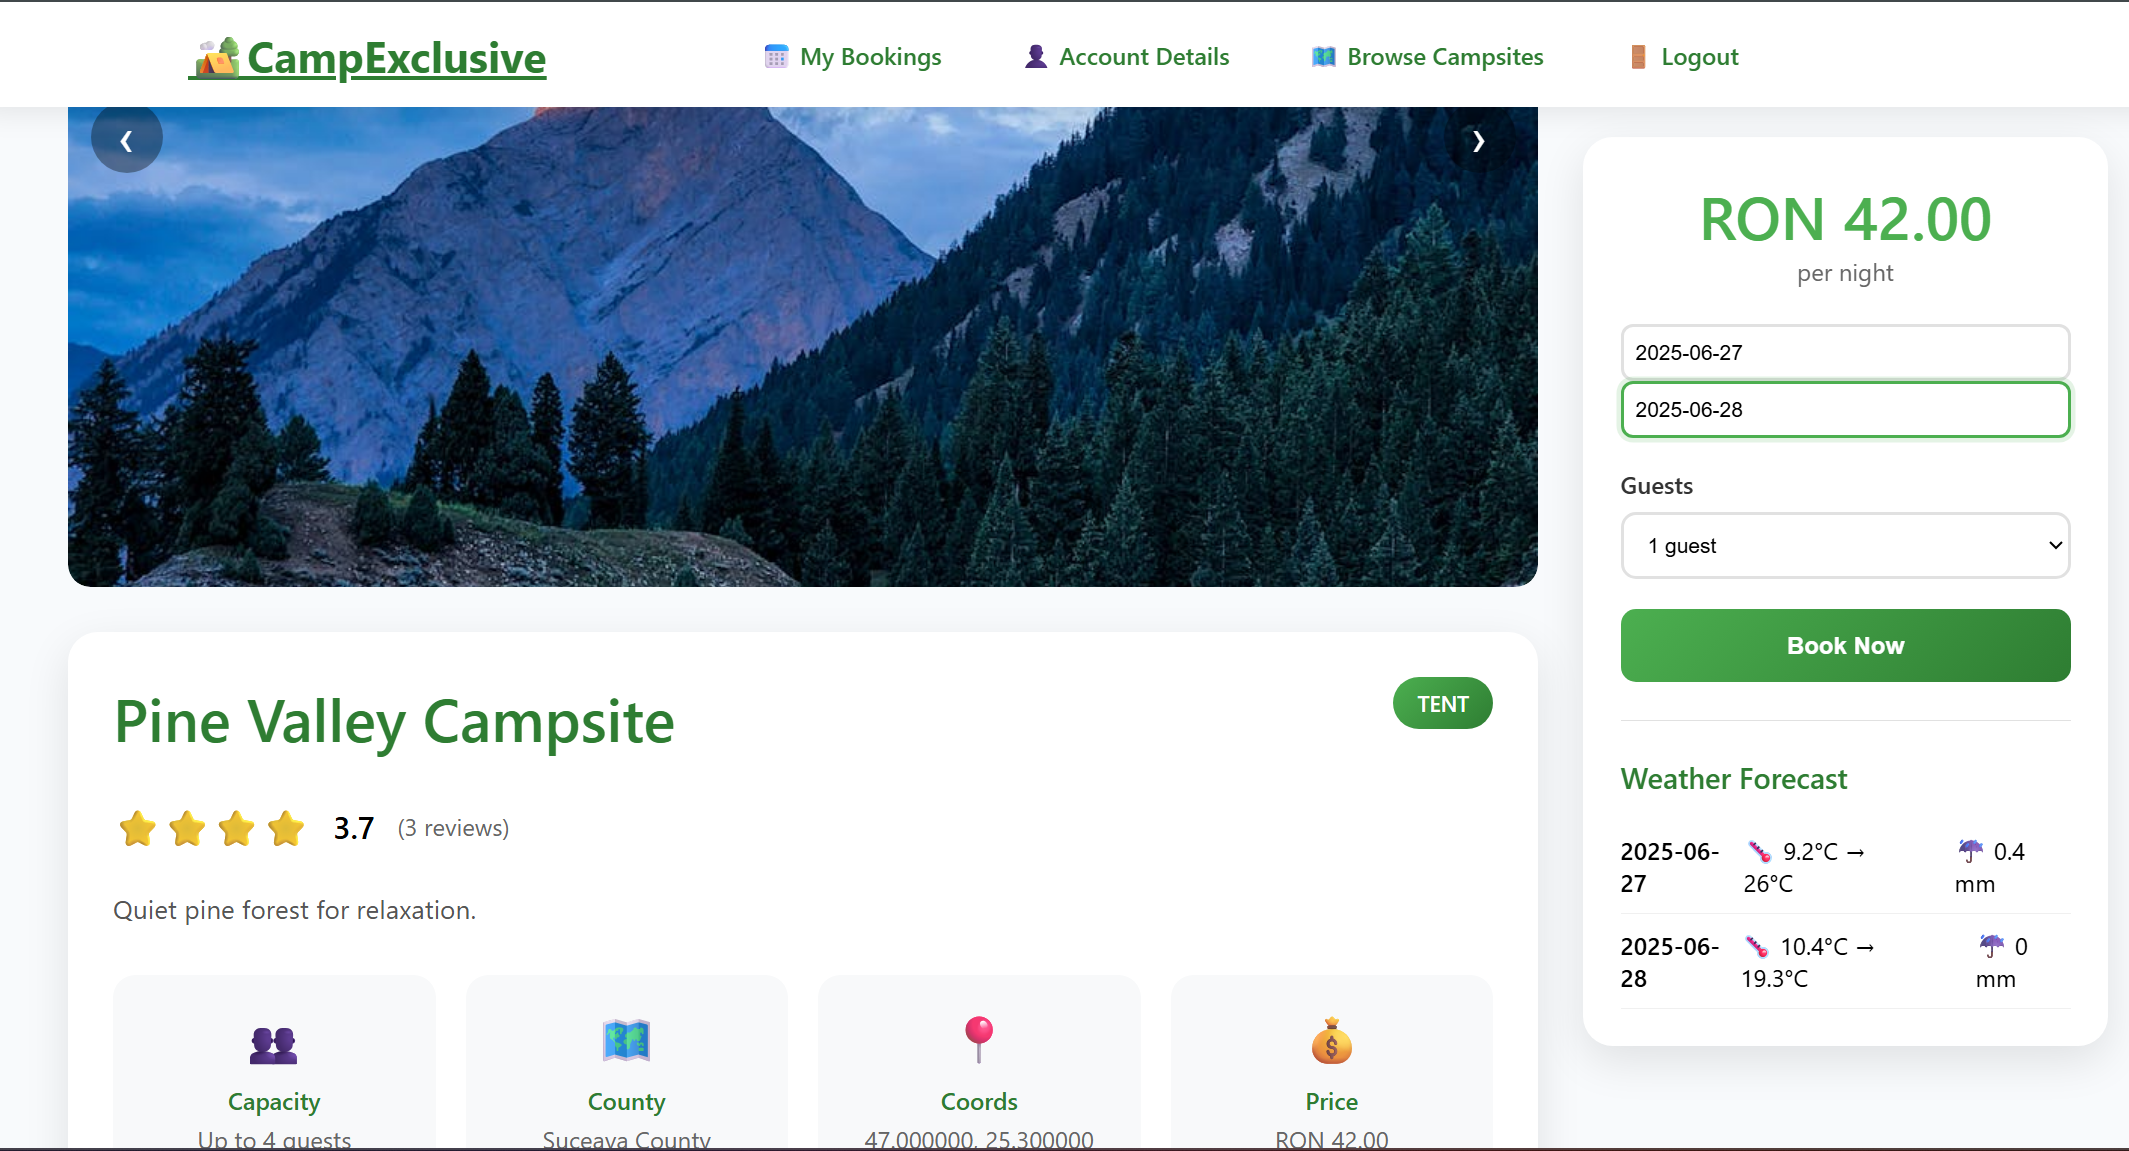 CampExclusive
My Bookings
Account Details
Browse Campsites
Logout
RON 42.00
per night
2025-06-27
2025-06-28
Guests
1 guest
Book Now
Weather Forecast
2025-06-27 9.2°C → 26°C 0.4 mm
2025-06-28 10.4°C → 19.3°C 0 mm
Pine Valley Campsite
TENT
3.7 (3 reviews)
Quiet pine forest for relaxation.
Capacity
Up to 4 guests
County
Suceava County
Coords
47.000000, 25.300000
Price
RON 42.00